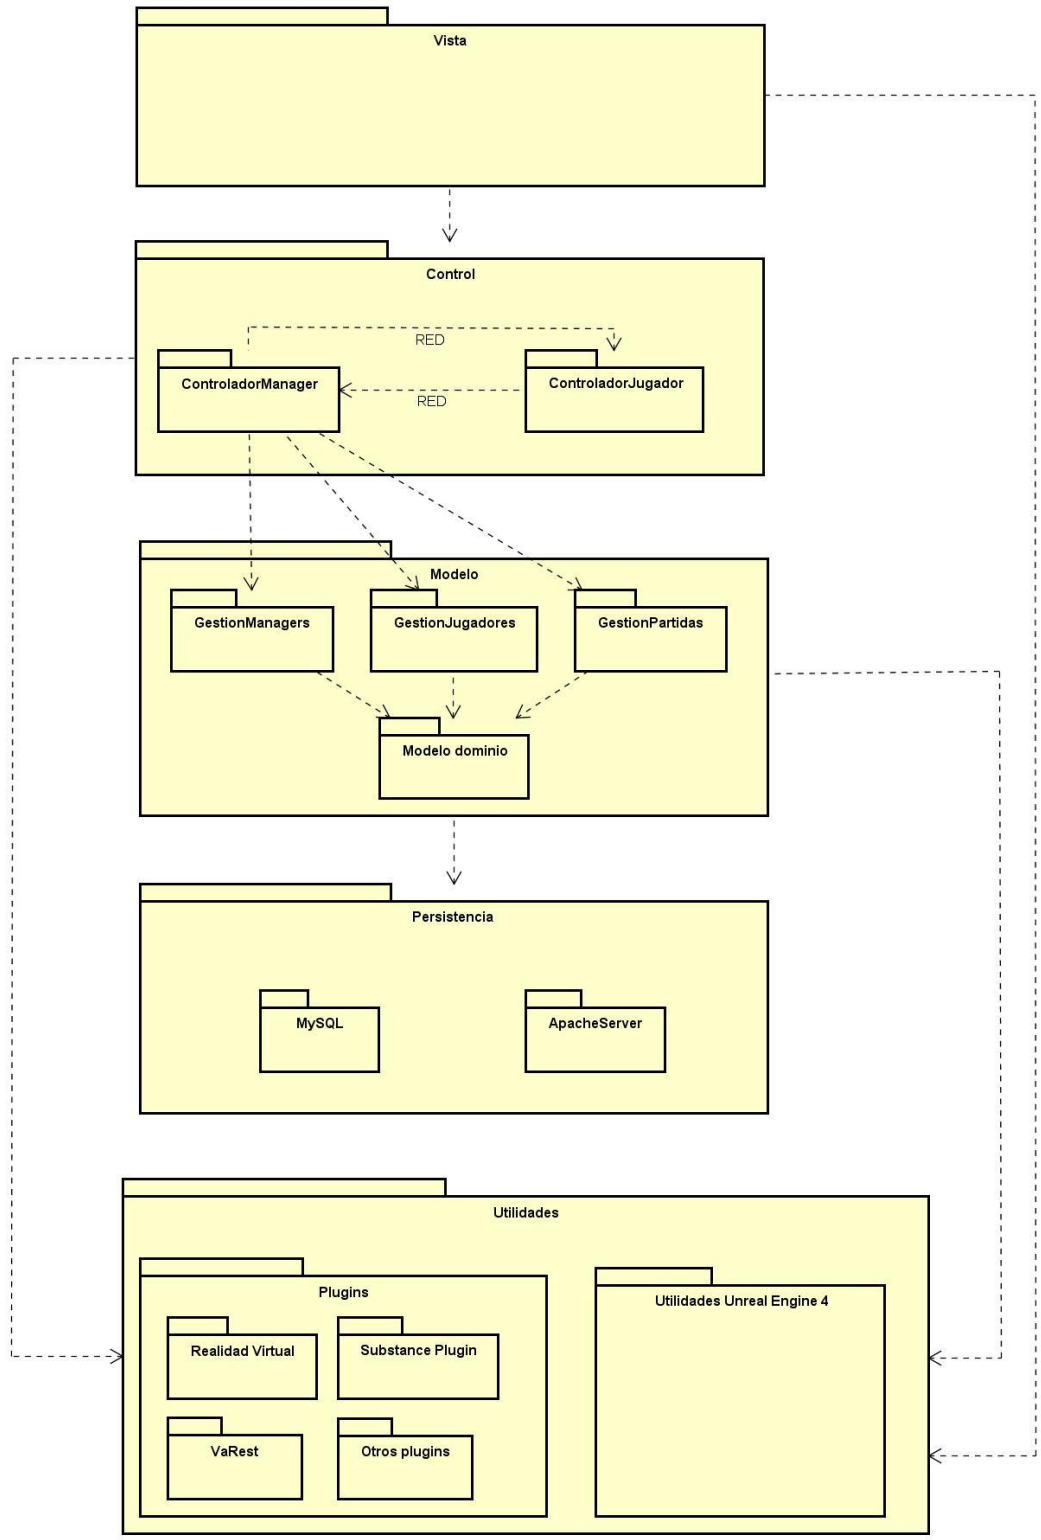 Vista
Control
RED
ControladorManager
ControladorJugador
RED
Modelo
GestionManagers
GestionJugadores
GestionPartidas
Modelo dominio
Persistencia
MySQL
ApacheServer
Utilidades
Plugins
Utilidades Unreal Engine 4
Realidad Virtual
Substance Plugin
VaRest
Otros plugins